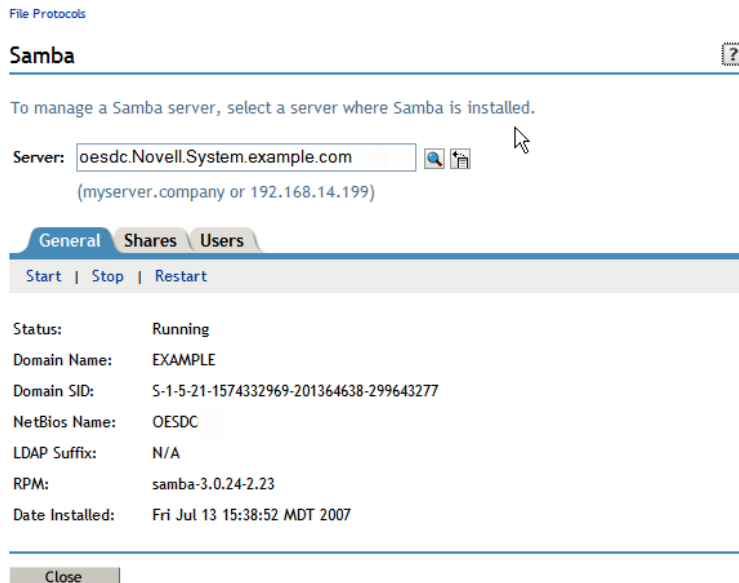 File Protocols
Samba
?
To manage a Samba server, select a server where Samba is installed.
Server: oesdc.Novell.System.example.com
(myserver.company or 192.168.14.199)
General Shares Users
Start | Stop | Restart
Status: Running
Domain Name: EXAMPLE
Domain SID: S-1-5-21-1574332969-201364638-299643277
NetBios Name: OESDC
LDAP Suffix: N/A
RPM: samba-3.0.24-2.23
Date Installed: Fri Jul 13 15:38:52 MDT 2007
Close